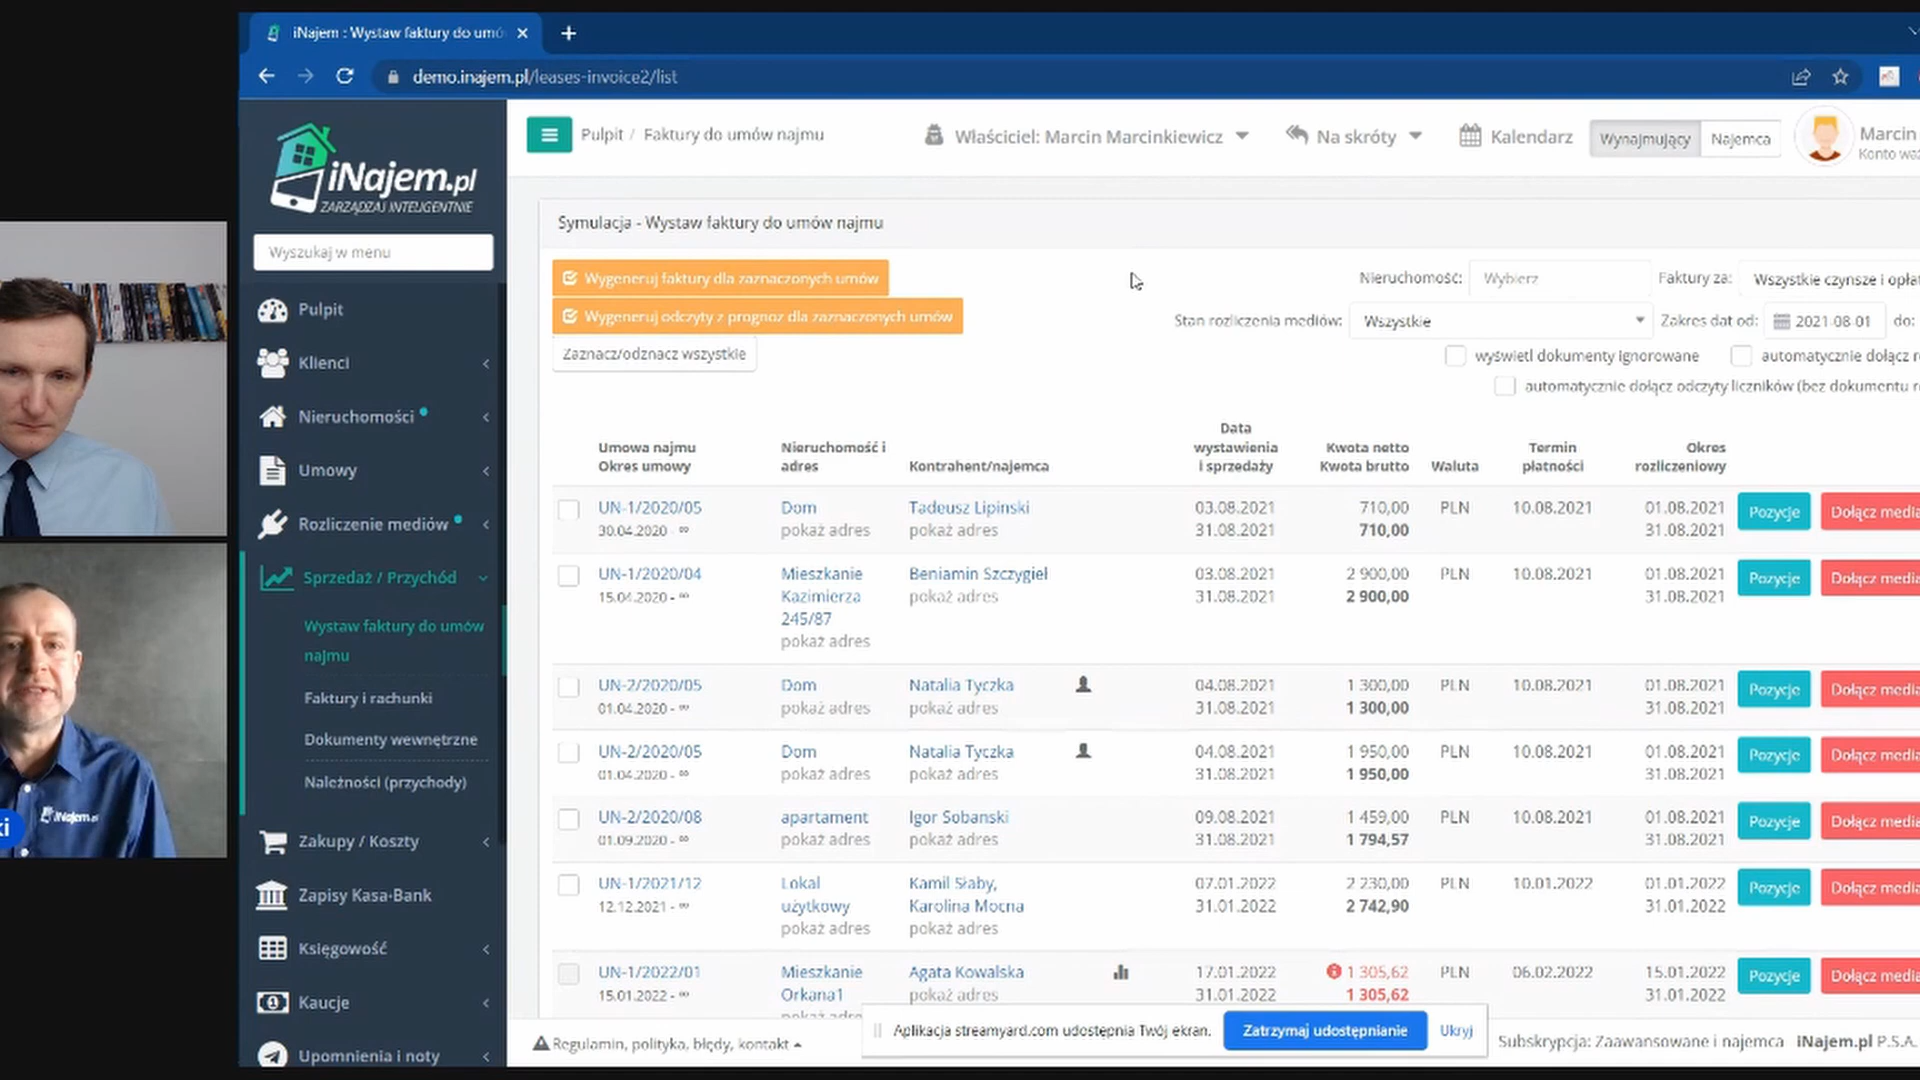 iNajem : Wystaw faktury do umó
demo.inajem.pl/leases-invoice2/list
iNajem.pl
ZARZĄDZAJ INTELIGENTNIE
Pulpit / Faktury do umów najmu
Właściciel: Marcin Marcinkiewicz
Na skróty
Kalendarz
Wynajmujący
Najemca
Marcin
Konto waż
Wyszukaj w menu
Pulpit
Klienci
Nieruchomości
Umowy
Rozliczenie mediów
Sprzedaż / Przychód
Wystaw faktury do umów
najmu
Faktury i rachunki
Dokumenty wewnętrzne
Należności (przychody)
Zakupy / Koszty
Zapisy Kasa-Bank
Księgowość
Kaucje
Upomnienia i noty
ki
iNajem.pl
Symulacja - Wystaw faktury do umów najmu
Wygeneruj faktury dla zaznaczonych umów
Wygeneruj odczyty z prognoz dla zaznaczonych umów
Zaznacz/odznacz wszystkie
Nieruchomość: Wybierz Faktury za: Wszystkie czynsze i opłat
Stan rozliczenia mediów: Wszystkie Zakres dat od: 2021-08-01 do:
wyświetl dokumenty ignorowane automatycznie dołącz r
automatycznie dołącz odczyty liczników (bez dokumentu r
Data
Umowa najmu Nieruchomość i wystawienia Kwota netto Termin Okres
Okres umowy adres Kontrahent/najemca i sprzedaży Kwota brutto Waluta płatności rozliczeniowy
UN-1/2020/05 Dom Tadeusz Lipinski 03.08.2021 710,00 PLN 10.08.2021 01.08.2021 Pozycje Dołącz media
30.04.2020 - ∞ pokaż adres pokaż adres 31.08.2021 710,00 31.08.2021
UN-1/2020/04 Mieszkanie Beniamin Szczygieł 03.08.2021 2 900,00 PLN 10.08.2021 01.08.2021 Pozycje Dołącz media
15.04.2020 - ∞ Kazimierza pokaż adres 31.08.2021 2 900,00 31.08.2021
245/87
pokaż adres
UN-2/2020/05 Dom Natalia Tyczka 04.08.2021 1 300,00 PLN 10.08.2021 01.08.2021 Pozycje Dołącz media
01.04.2020 - ∞ pokaż adres pokaż adres 31.08.2021 1 300,00 31.08.2021
UN-2/2020/05 Dom Natalia Tyczka 04.08.2021 1 950,00 PLN 10.08.2021 01.08.2021 Pozycje Dołącz media
01.04.2020 - ∞ pokaż adres pokaż adres 31.08.2021 1 950,00 31.08.2021
UN-2/2020/08 apartament Igor Sobanski 09.08.2021 1 459,00 PLN 10.08.2021 01.08.2021 Pozycje Dołącz media
01.09.2020 - ∞ pokaż adres pokaż adres 31.08.2021 1 794,57 31.08.2021
UN-1/2021/12 Lokal Kamil Słaby, 07.01.2022 2 230,00 PLN 10.01.2022 01.01.2022 Pozycje Dołącz media
12.12.2021 - ∞ użytkowy Karolina Mocna 31.01.2022 2 742,90 31.01.2022
pokaż adres pokaż adres
UN-1/2022/01 Mieszkanie Agata Kowalska 17.01.2022 1 305,62 PLN 06.02.2022 15.01.2022 Pozycje Dołącz media
15.01.2022 - ∞ Orkana1 pokaż adres 31.01.2022 1 305,62 31.01.2022
Regulamin, polityka, błędy, kontakt
Aplikacja streamyard.com udostępnia Twój ekran. Zatrzymaj udostępnianie Ukryj
Subskrypcja: Zaawansowane i najemca iNajem.pl P.S.A.